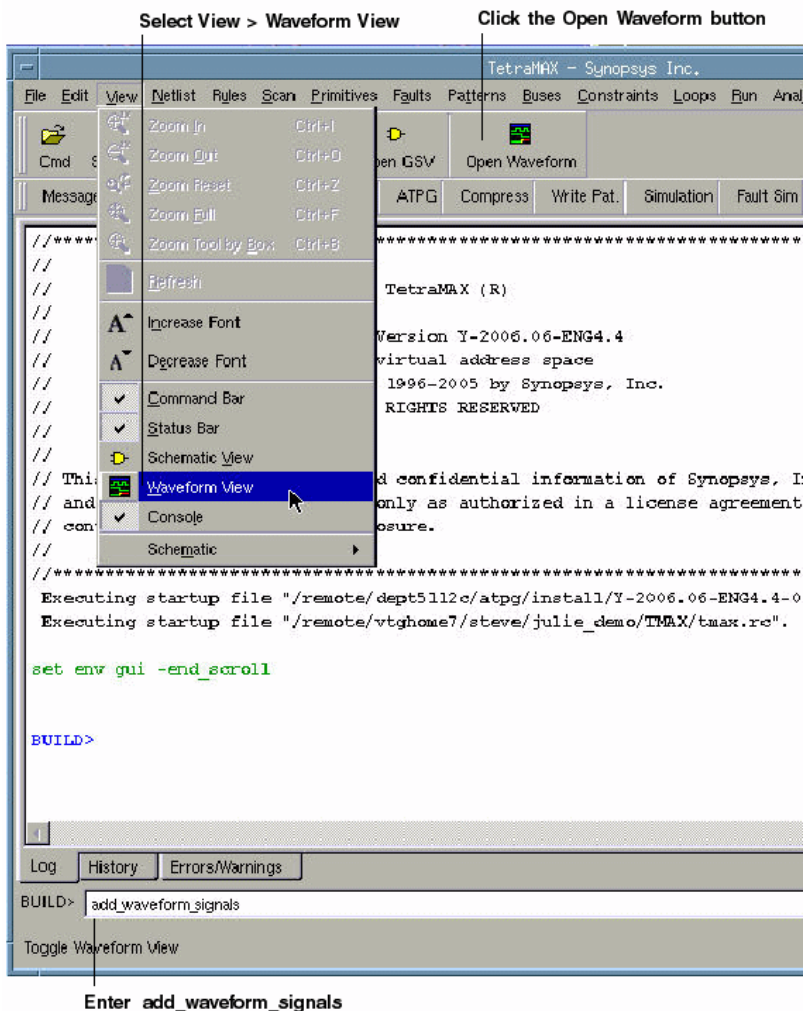 Select View > Waveform View
Click the Open Waveform button
TetraMAX - Synopsys Inc.
File Edit View Netlist Rules Scan Primitives Faults Patterns Buses Constraints Loops Run Anal
Cmd S en GSV Open Waveform
Message ATPG Compress Write Pat. Simulation Fault Sim
Zoom In Ctrl+I
Zoom Out Ctrl+O
Zoom Reset Ctrl+Z
Zoom Full Ctrl+F
Zoom Tool by Box Ctrl+B
Refresh
Increase Font
Decrease Font
Command Bar
Status Bar
Schematic View
Waveform View
Console
Schematic
//**** ****************************************
//
// TetraMAX (R)
//
// Version Y-2006.06-ENG4.4
// virtual address space
// 1996-2005 by Synopsys, Inc.
// RIGHTS RESERVED
//
//
// Thi d confidential information of Synopsys, I
// and only as authorized in a license agreement
// con osure.
//
//**********************************************************************
Executing startup file "/remote/dept5112c/atpg/install/Y-2006.06-ENG4.4-0
Executing startup file "/remote/vtghome7/steve/julie_demo/TMAX/tmax.rc".
set env gui -end_scroll
BUILD>
Log History Errors/Warnings
BUILD> add_waveform_signals
Toggle Waveform View
Enter add_waveform_signals